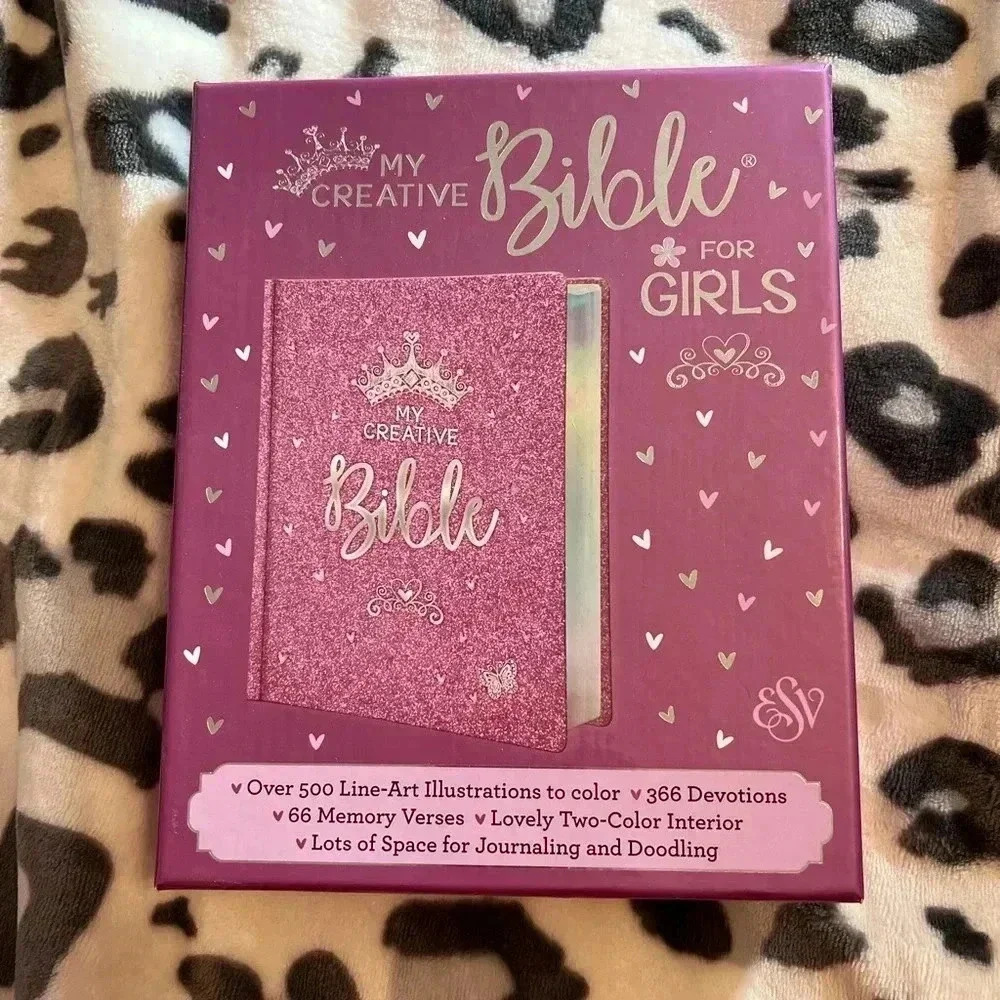 MY
CREATIVE Bible®
FOR
GIRLS
MY
CREATIVE
Bible
ESV
♥ Over 500 Line-Art Illustrations to color ♥ 366 Devotions
♥ 66 Memory Verses ♥ Lovely Two-Color Interior
♥ Lots of Space for Journaling and Doodling